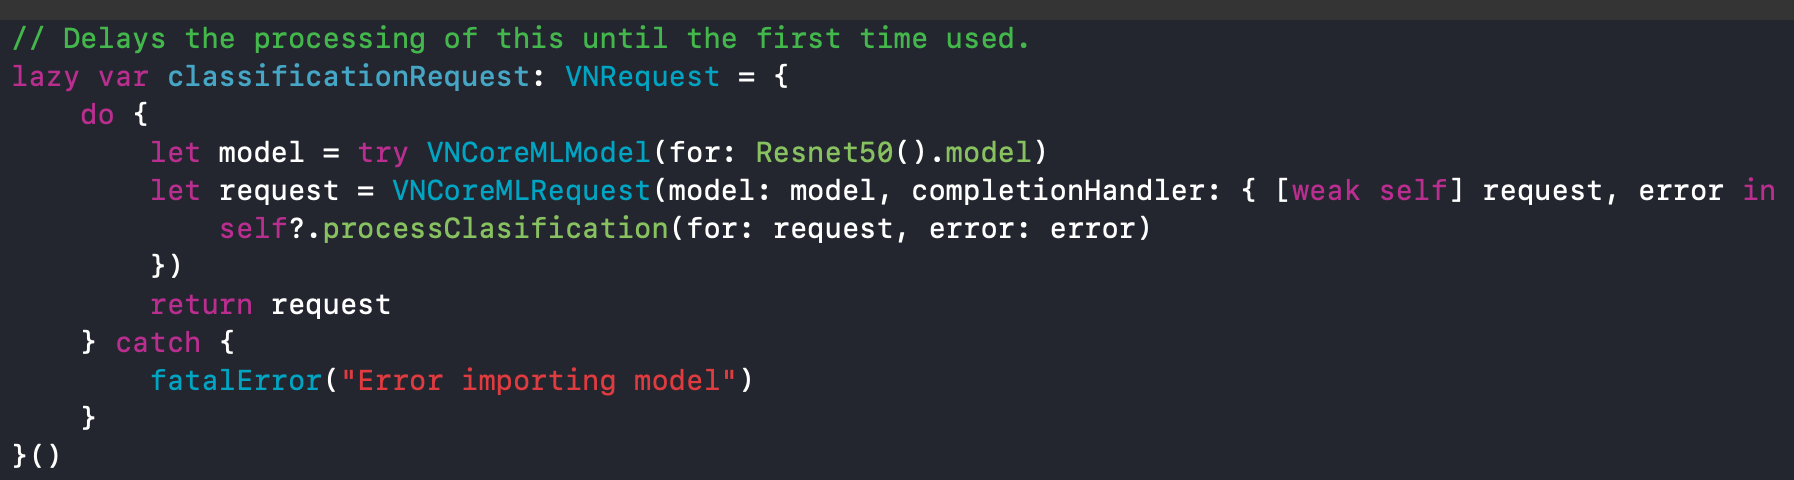 // Delays the processing of this until the first time used.
lazy var classificationRequest: VNRequest = {
    do {
        let model = try VNCoreMLModel(for: Resnet50().model)
        let request = VNCoreMLRequest(model: model, completionHandler: { [weak self] request, error in
            self?.processClasification(for: request, error: error)
        })
        return request
    } catch {
        fatalError("Error importing model")
    }
}()